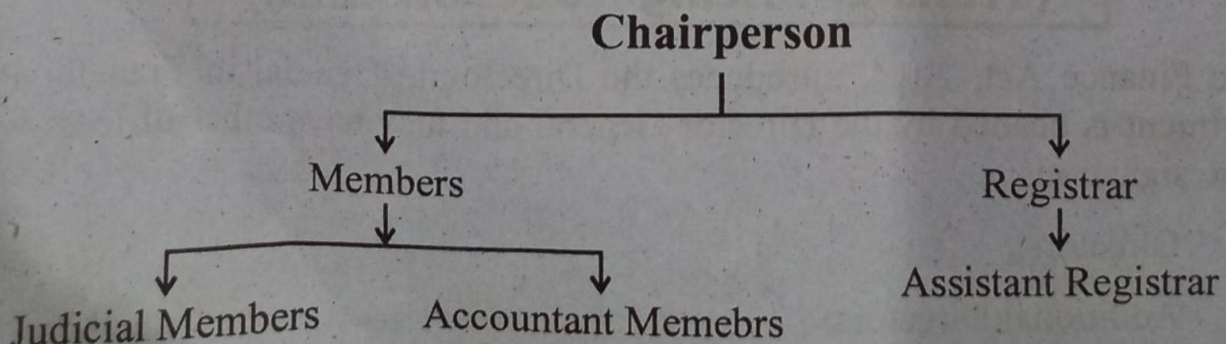 Chairperson
Members
Registrar
Assistant Registrar
Judicial Members
Accountant Memebrs